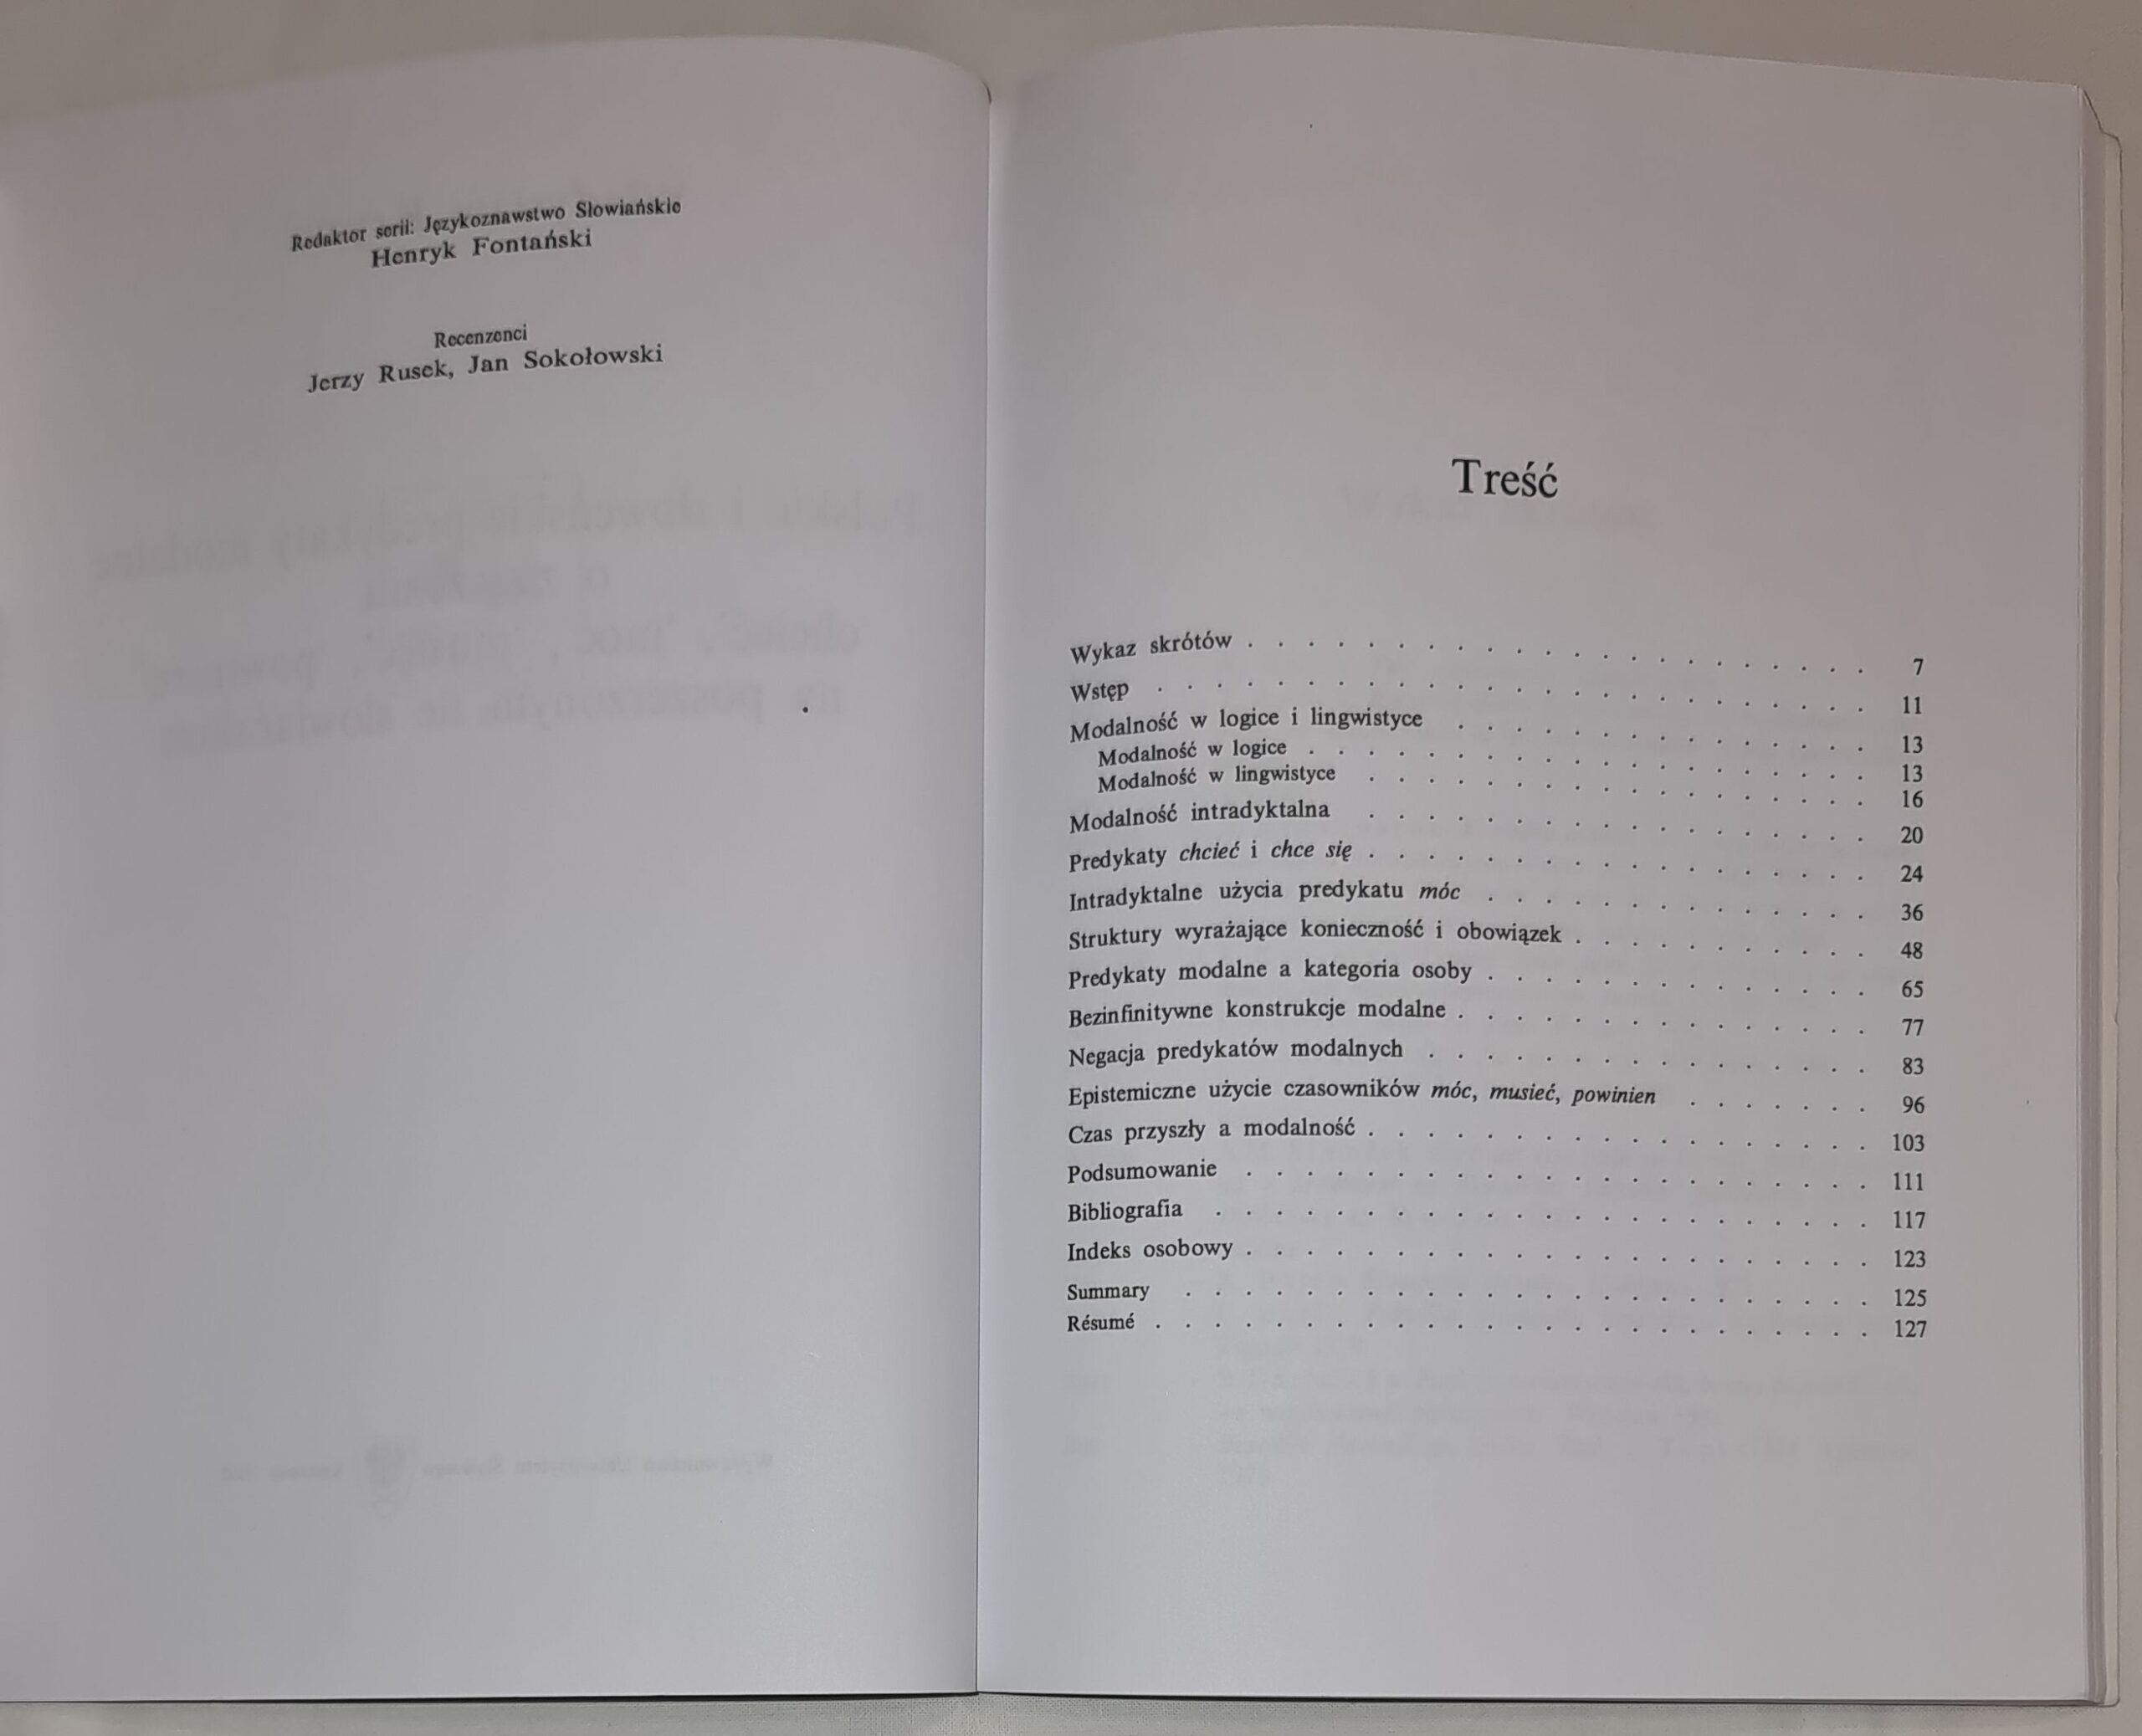 Redaktor serii: Językoznawstwo Słowiańskie
Henryk Fontański
Recenzenci
Jerzy Rusek, Jan Sokołowski
Treść
Wykaz skrótów . . . . . . . . . . . . . . . . . . . . . 7
Wstęp . . . . . . . . . . . . . . . . . . . . . . . . 11
Modalność w logice i lingwistyce . . . . . . . . . . . . . . 13
Modalność w logice . . . . . . . . . . . . . . . . . . . 13
Modalność w lingwistyce . . . . . . . . . . . . . . . . . 16
Modalność intradyktalna . . . . . . . . . . . . . . . . . 20
Predykaty chcieć i chce się . . . . . . . . . . . . . . . . . 24
Intradyktalne użycia predykatu móc . . . . . . . . . . . . . 36
Struktury wyrażające konieczność i obowiązek . . . . . . . . . . 48
Predykaty modalne a kategoria osoby . . . . . . . . . . . . . 65
Bezinfinitywne konstrukcje modalne . . . . . . . . . . . . . . 77
Negacja predykatów modalnych . . . . . . . . . . . . . . . 83
Epistemiczne użycie czasowników móc, musieć, powinien . . . . . . . 96
Czas przyszły a modalność . . . . . . . . . . . . . . . . . 103
Podsumowanie . . . . . . . . . . . . . . . . . . . . . 111
Bibliografia . . . . . . . . . . . . . . . . . . . . . . 117
Indeks osobowy . . . . . . . . . . . . . . . . . . . . . 123
Summary . . . . . . . . . . . . . . . . . . . . . . . 125
Résumé . . . . . . . . . . . . . . . . . . . . . . . . 127